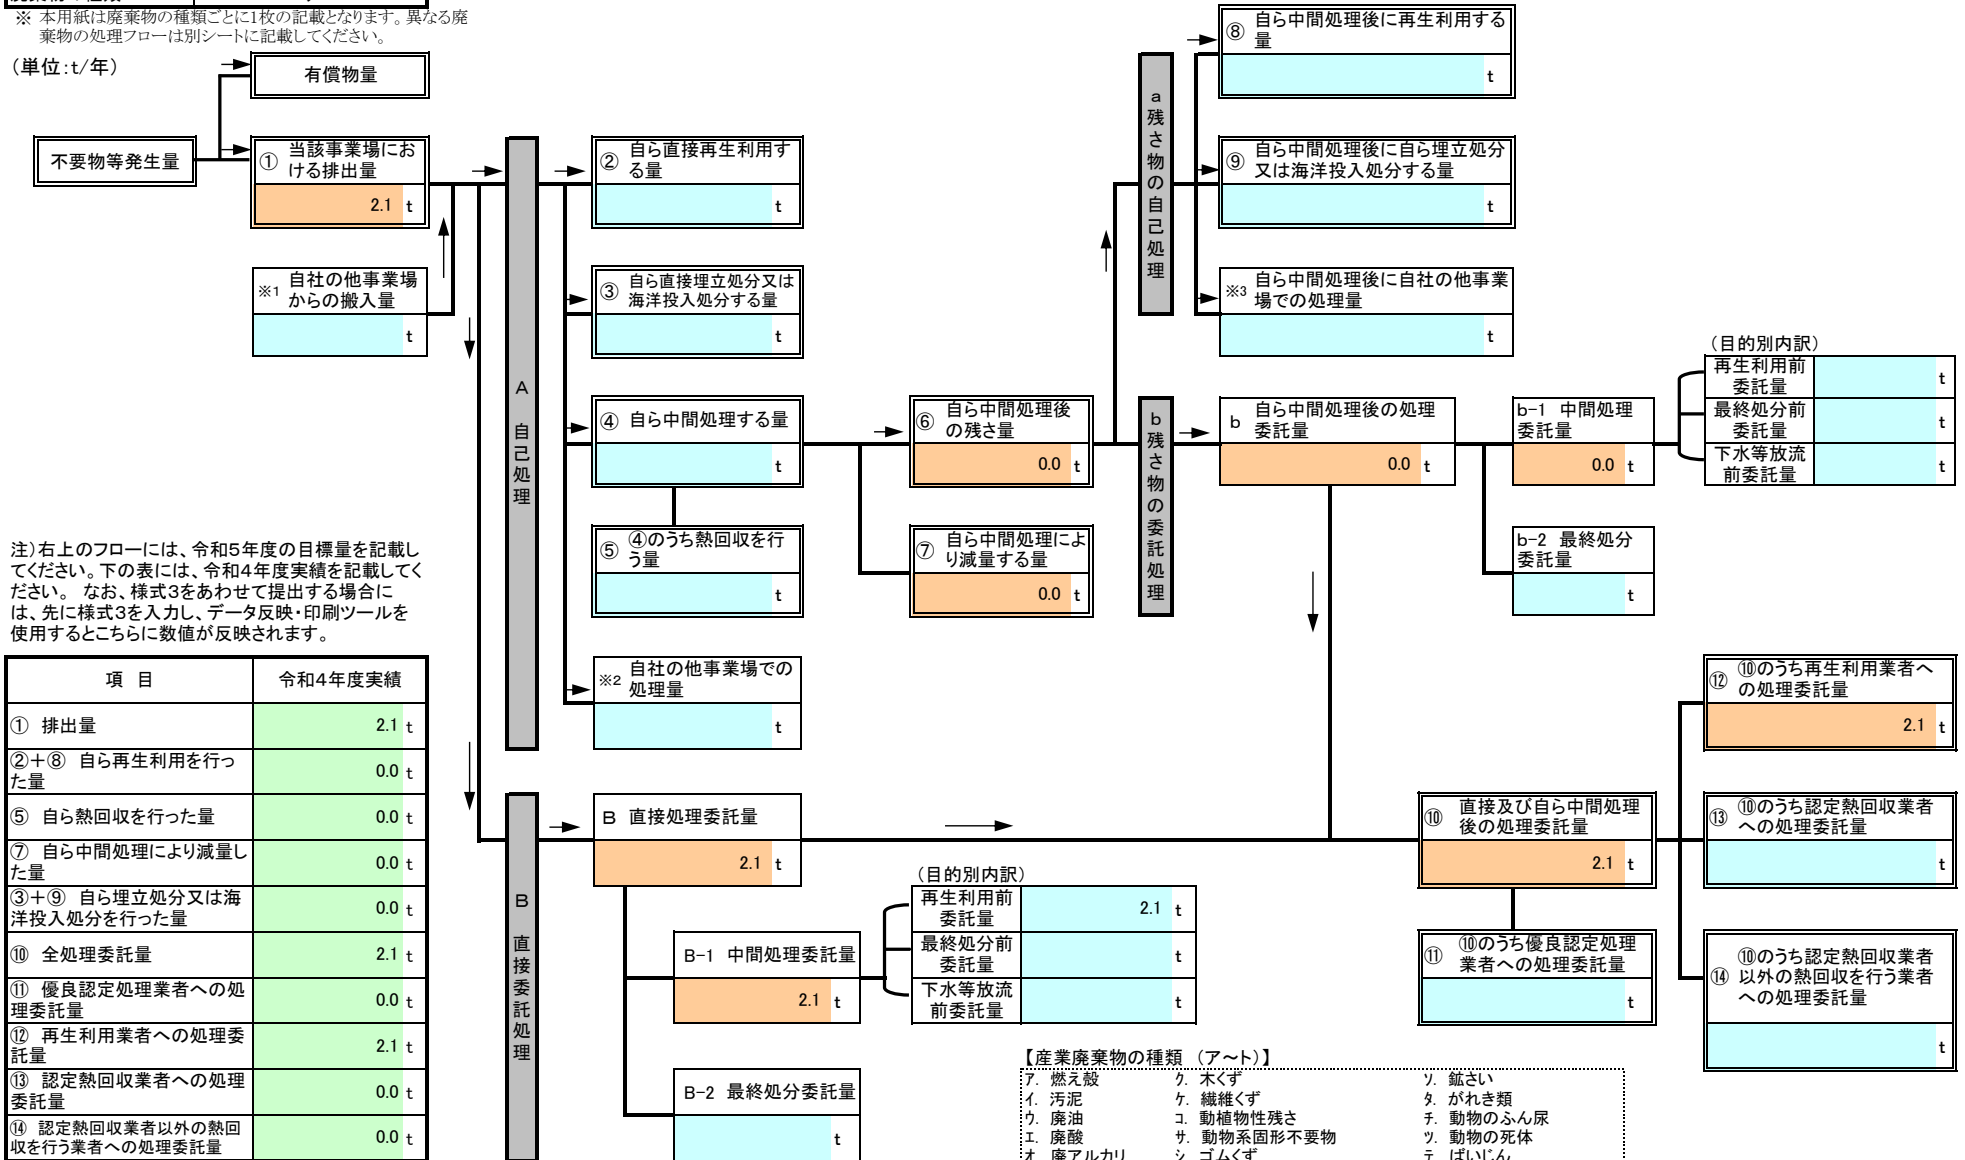 ※ 本用紙は廃棄物の種類ごとに1枚の記載となります。異なる廃
棄物の処理フローは別シートに記載してください。
（単位：t/年）
有償物量
不要物等発生量
① 当該事業場にお
ける排出量
2.1 t
※1 自社の他事業場
からの搬入量
t
A 自己処理
② 自ら直接再生利用す
る量
t
③ 自ら直接埋立処分又は
海洋投入処分する量
t
④ 自ら中間処理する量
t
⑤ ④のうち熱回収を行
う量
t
※2 自社の他事業場での
処理量
t
⑥ 自ら中間処理後
の残さ量
0.0 t
⑦ 自ら中間処理によ
り減量する量
0.0 t
a 残さ物の自己処理
⑧ 自ら中間処理後に再生利用する
量
t
⑨ 自ら中間処理後に自ら埋立処分
又は海洋投入処分する量
t
※3 自ら中間処理後に自社の他事業
場での処理量
t
b 残さ物の委託処理
b 自ら中間処理後の処理
委託量
0.0 t
b-1 中間処理
委託量
0.0 t
（目的別内訳）
再生利用前
委託量
t
最終処分前
委託量
t
下水等放流
前委託量
t
b-2 最終処分
委託量
t
注）右上のフローには、令和5年度の目標量を記載し
てください。下の表には、令和4年度実績を記載してく
ださい。 なお、様式3をあわせて提出する場合に
は、先に様式3を入力し、データ反映・印刷ツールを
使用するとこちらに数値が反映されます。
項 目 令和4年度実績
① 排出量 2.1 t
②＋⑧ 自ら再生利用を行っ
た量 0.0 t
⑤ 自ら熱回収を行った量 0.0 t
⑦ 自ら中間処理により減量し
た量 0.0 t
③＋⑨ 自ら埋立処分又は海
洋投入処分を行った量 0.0 t
⑩ 全処理委託量 2.1 t
⑪ 優良認定処理業者への処
理委託量 0.0 t
⑫ 再生利用業者への処理委
託量 2.1 t
⑬ 認定熱回収業者への処理
委託量 0.0 t
⑭ 認定熱回収業者以外の熱回
収を行う業者への処理委託量 0.0 t
B 直接委託処理
B 直接処理委託量
2.1 t
B-1 中間処理委託量
2.1 t
（目的別内訳）
再生利用前
委託量
2.1 t
最終処分前
委託量
t
下水等放流
前委託量
t
B-2 最終処分委託量
t
⑩ 直接及び自ら中間処理
後の処理委託量
2.1 t
⑪ ⑩のうち優良認定処理
業者への処理委託量
t
⑫ ⑩のうち再生利用業者へ
の処理委託量
2.1 t
⑬ ⑩のうち認定熱回収業者
への処理委託量
t
⑭ ⑩のうち認定熱回収業者
以外の熱回収を行う業者
への処理委託量
t
【産業廃棄物の種類 （ア～ト）】
ア. 燃え殻 ク. 木くず ソ. 鉱さい
イ. 汚泥 ケ. 繊維くず タ. がれき類
ウ. 廃油 コ. 動植物性残さ チ. 動物のふん尿
エ. 廃酸 サ. 動物系固形不要物 ツ. 動物の死体
オ. 廃アルカリ シ. ゴムくず テ. ばいじん